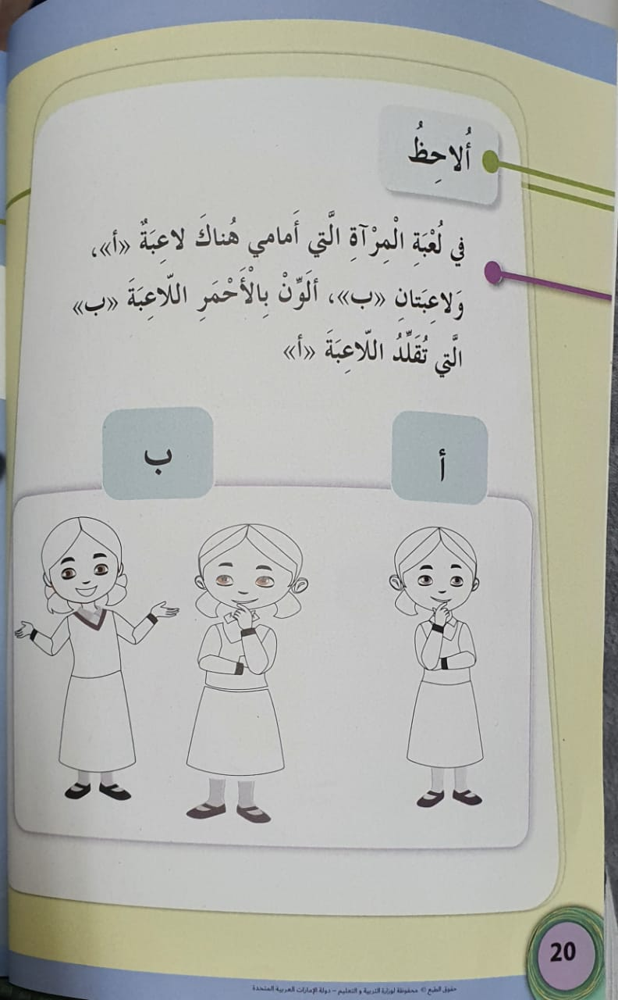 أُلاحِظُ
في لُعْبَةِ الْمِرْآةِ الَّتي أَمامي هُناكَ لاعِبَةٌ «أ»،
وَلاعِبَتانِ «ب»، أُلَوِّنْ بِالْأَحْمَرِ اللّاعِبَةَ «ب»
الَّتي تُقَلِّدُ اللّاعِبَةَ «أ»
أ
ب
20
حقوق الطبع © محفوظة لوزارة التربية و التعليم – دولة الإمارات العربية المتحدة